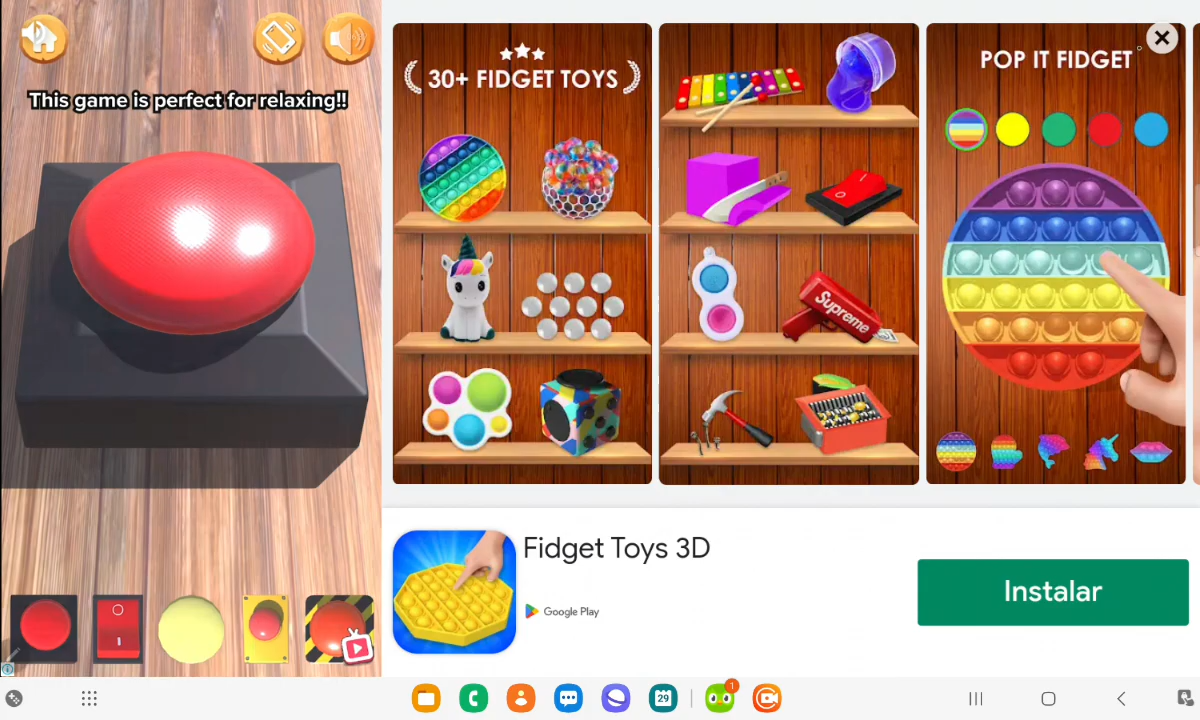 This game is perfect for relaxing!!
30+ FIDGET TOYS
Supreme
POP IT FIDGET
Fidget Toys 3D
Google Play
Instalar
29
1